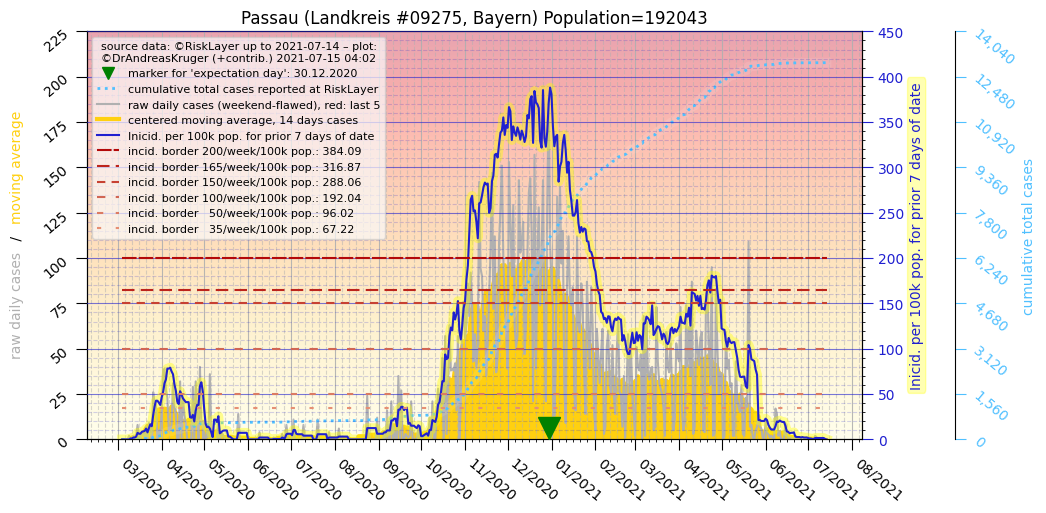 Passau (Landkreis #09275, Bayern) Population=192043
source data: ©RiskLayer up to 2021-07-14 – plot:
©DrAndreasKruger (+contrib.) 2021-07-15 04:02
marker for 'expectation day': 30.12.2020
cumulative total cases reported at RiskLayer
raw daily cases (weekend-flawed), red: last 5
centered moving average, 14 days cases
Inicid. per 100k pop. for prior 7 days of date
incid. border 200/week/100k pop.: 384.09
incid. border 165/week/100k pop.: 316.87
incid. border 150/week/100k pop.: 288.06
incid. border 100/week/100k pop.: 192.04
incid. border   50/week/100k pop.: 96.02
incid. border   35/week/100k pop.: 67.22
raw daily cases / moving average
225
200
175
150
125
100
75
50
25
0
450
400
350
300
250
200
150
100
50
0
Inicid. per 100k pop. for prior 7 days of date
14,040
12,480
10,920
9,360
7,800
6,240
4,680
3,120
1,560
0
cumulative total cases
03/2020
04/2020
05/2020
06/2020
07/2020
08/2020
09/2020
10/2020
11/2020
12/2020
01/2021
02/2021
03/2021
04/2021
05/2021
06/2021
07/2021
08/2021